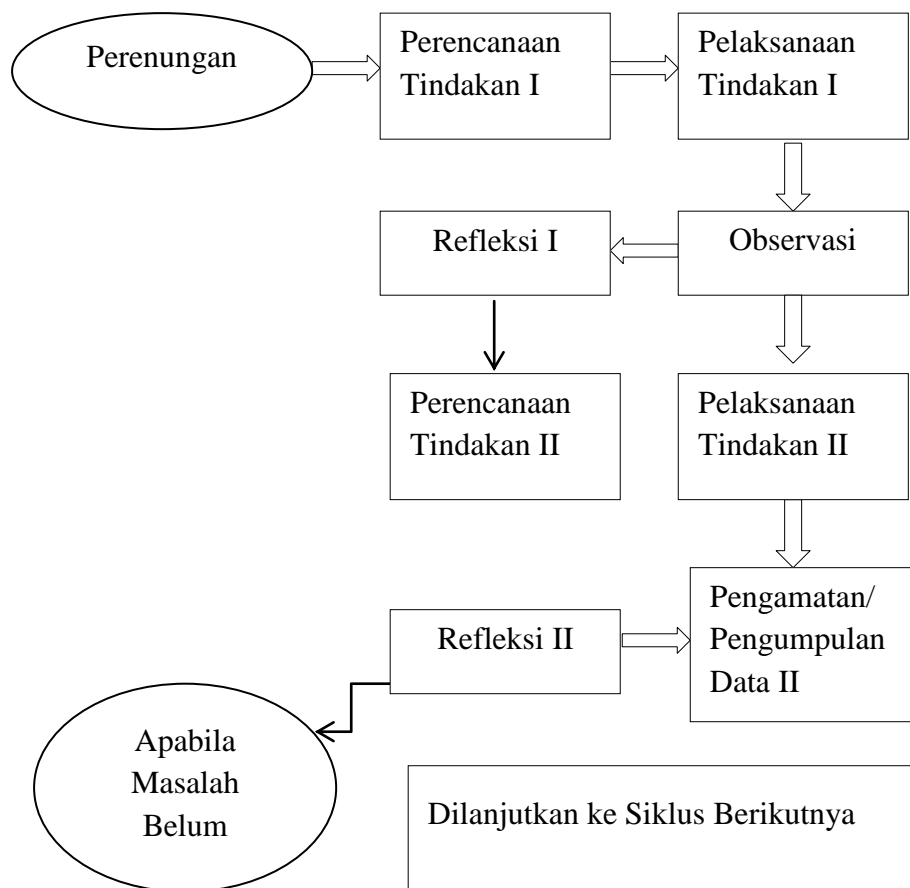 Perenungan
Perencanaan
Tindakan I
Pelaksanaan
Tindakan I
Refleksi I
Observasi
Perencanaan
Tindakan II
Pelaksanaan
Tindakan II
Refleksi II
Pengamatan/
Pengumpulan
Data II
Apabila
Masalah
Belum
Dilanjutkan ke Siklus Berikutnya